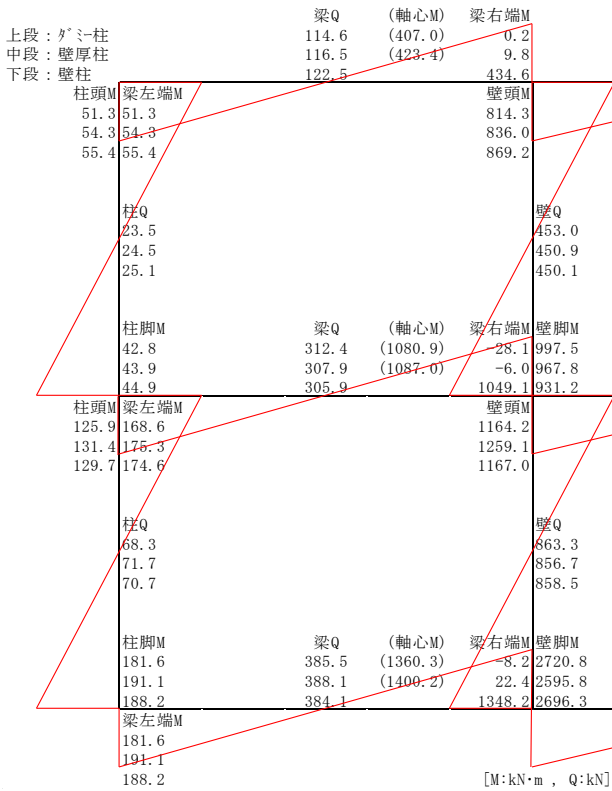 梁Q (軸心M) 梁右端M
上段：ダミー柱 114.6 (407.0) 0.2
中段：壁厚柱 116.5 (423.4) 9.8
下段：壁柱 122.5 434.6
柱頭M 梁左端M 壁頭M
51.3 51.3 814.3
54.3 54.3 836.0
55.4 55.4 869.2
柱Q 壁Q
23.5 453.0
24.5 450.9
25.1 450.1
柱脚M 梁Q (軸心M) 梁右端M 壁脚M
42.8 312.4 (1080.9) -28.1 997.5
43.9 307.9 (1087.0) -6.0 967.8
44.9 305.9 1049.1 931.2
柱頭M 梁左端M 壁頭M
125.9 168.6 1164.2
131.4 175.3 1259.1
129.7 174.6 1167.0
柱Q 壁Q
68.3 863.3
71.7 856.7
70.7 858.5
柱脚M 梁Q (軸心M) 梁右端M 壁脚M
181.6 385.5 (1360.3) -8.2 2720.8
191.1 388.1 (1400.2) 22.4 2595.8
188.2 384.1 1348.2 2696.3
梁左端M
181.6
191.1
188.2 [M:kN･m , Q:kN]